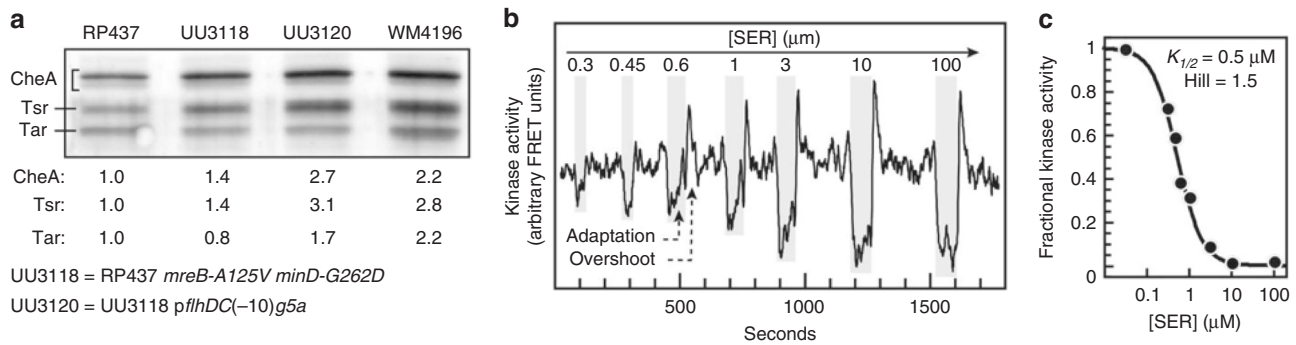 a
RP437 UU3118 UU3120 WM4196
CheA
Tsr
Tar
CheA: 1.0 1.4 2.7 2.2
Tsr: 1.0 1.4 3.1 2.8
Tar: 1.0 0.8 1.7 2.2
UU3118 = RP437 mreB-A125V minD-G262D
UU3120 = UU3118 pflhDC(–10)g5a
b
[SER] (μm)
0.3 0.45 0.6 1 3 10 100
Kinase activity
(arbitrary FRET units)
Adaptation
Overshoot
500 1000 1500
Seconds
c
Fractional kinase activity
1
0.8
0.6
0.4
0.2
0
K1/2 = 0.5 μM
Hill = 1.5
0.1 1 10 100
[SER] (μM)